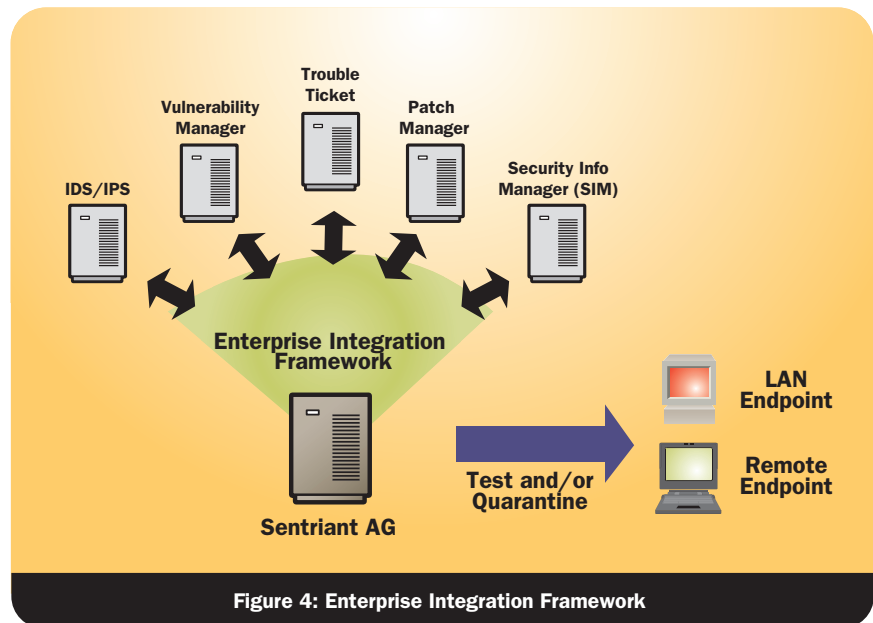 Trouble
Ticket
Vulnerability
Manager
Patch
Manager
Security Info
Manager (SIM)
IDS/IPS
Enterprise Integration
Framework
LAN
Endpoint
Remote
Endpoint
Test and/or
Quarantine
Sentriant AG
Figure 4: Enterprise Integration Framework